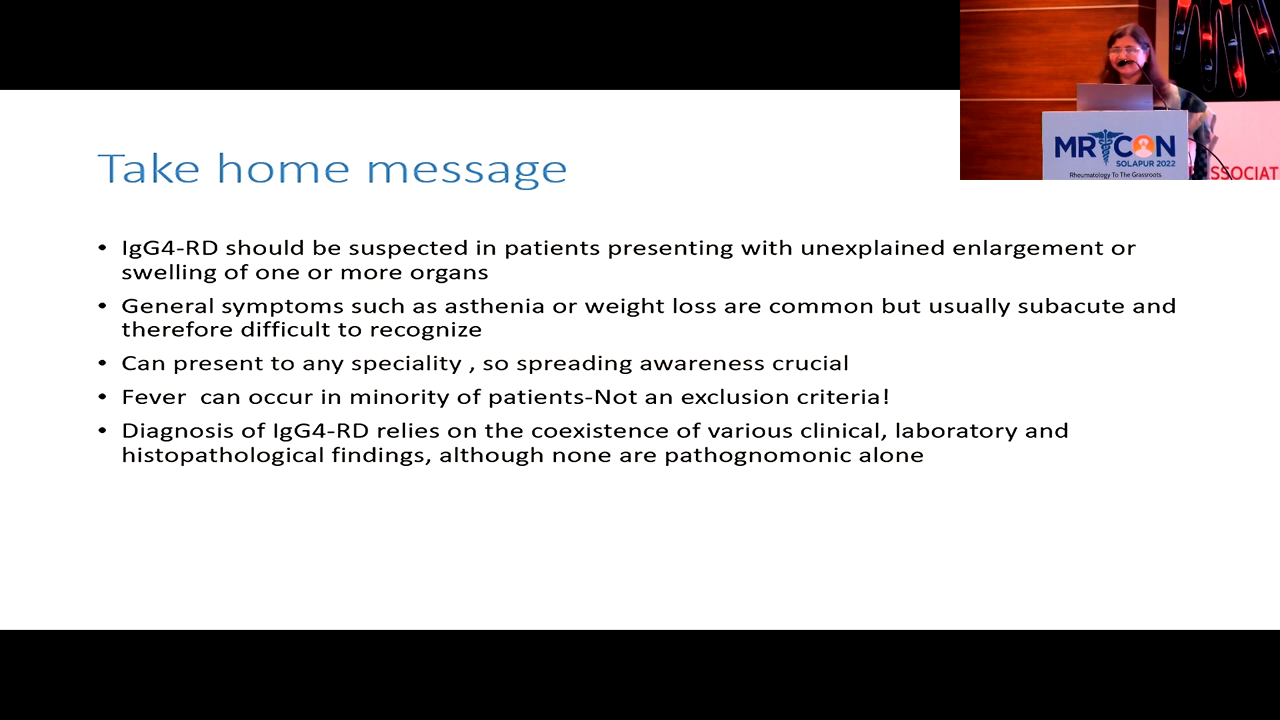 Take home message
• IgG4-RD should be suspected in patients presenting with unexplained enlargement or
swelling of one or more organs
• General symptoms such as asthenia or weight loss are common but usually subacute and
therefore difficult to recognize
• Can present to any speciality , so spreading awareness crucial
• Fever  can occur in minority of patients-Not an exclusion criteria!
• Diagnosis of IgG4-RD relies on the coexistence of various clinical, laboratory and
histopathological findings, although none are pathognomonic alone
MRCON
SOLAPUR 2022
Rheumatology To The Grassroots
SSOCIAT